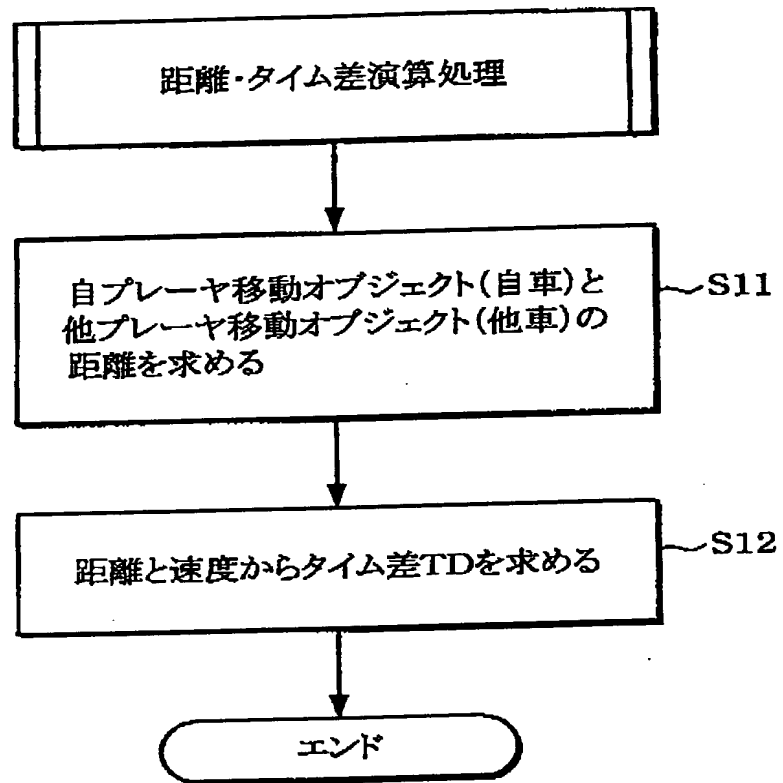 距離・タイム差演算処理
自プレーヤ移動オブジェクト(自車)と
他プレーヤ移動オブジェクト(他車)の
距離を求める
S11
距離と速度からタイム差TDを求める
S12
エンド